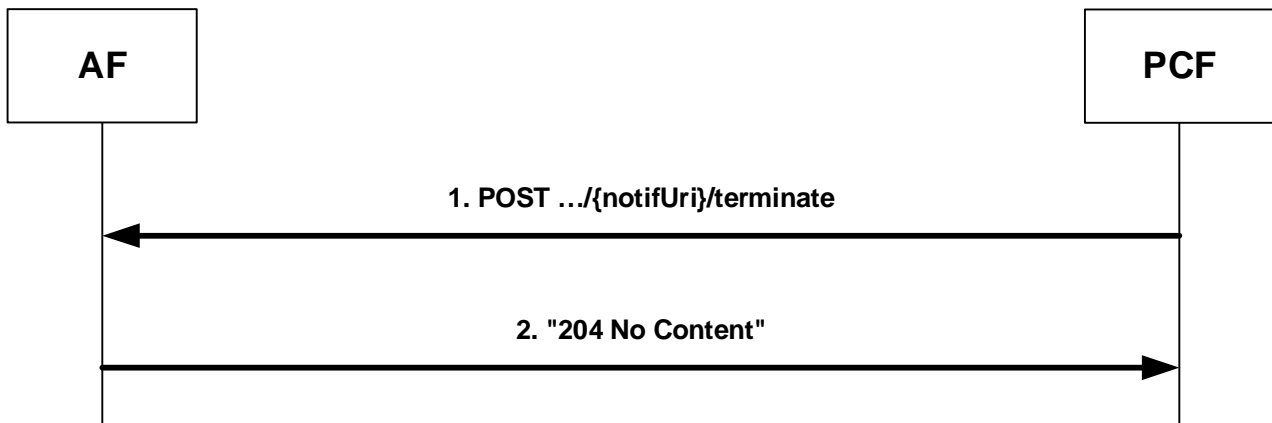 AF
PCF
1. POST …/{notifUri}/terminate
2. "204 No Content"